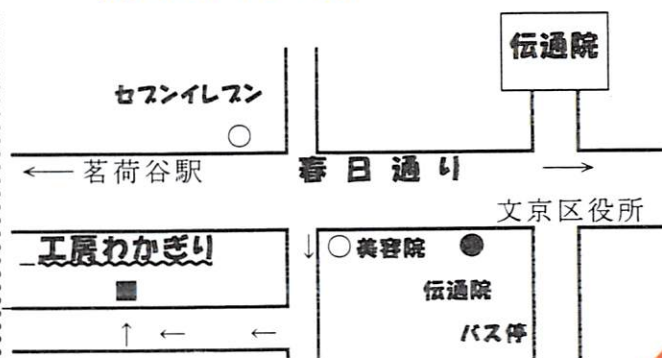 伝通院
セブンイレブン
← 茗荷谷駅
春日通り
→
文京区役所
工房わかぎり
↓
美容院
伝通院
バス停
↑ ← ←